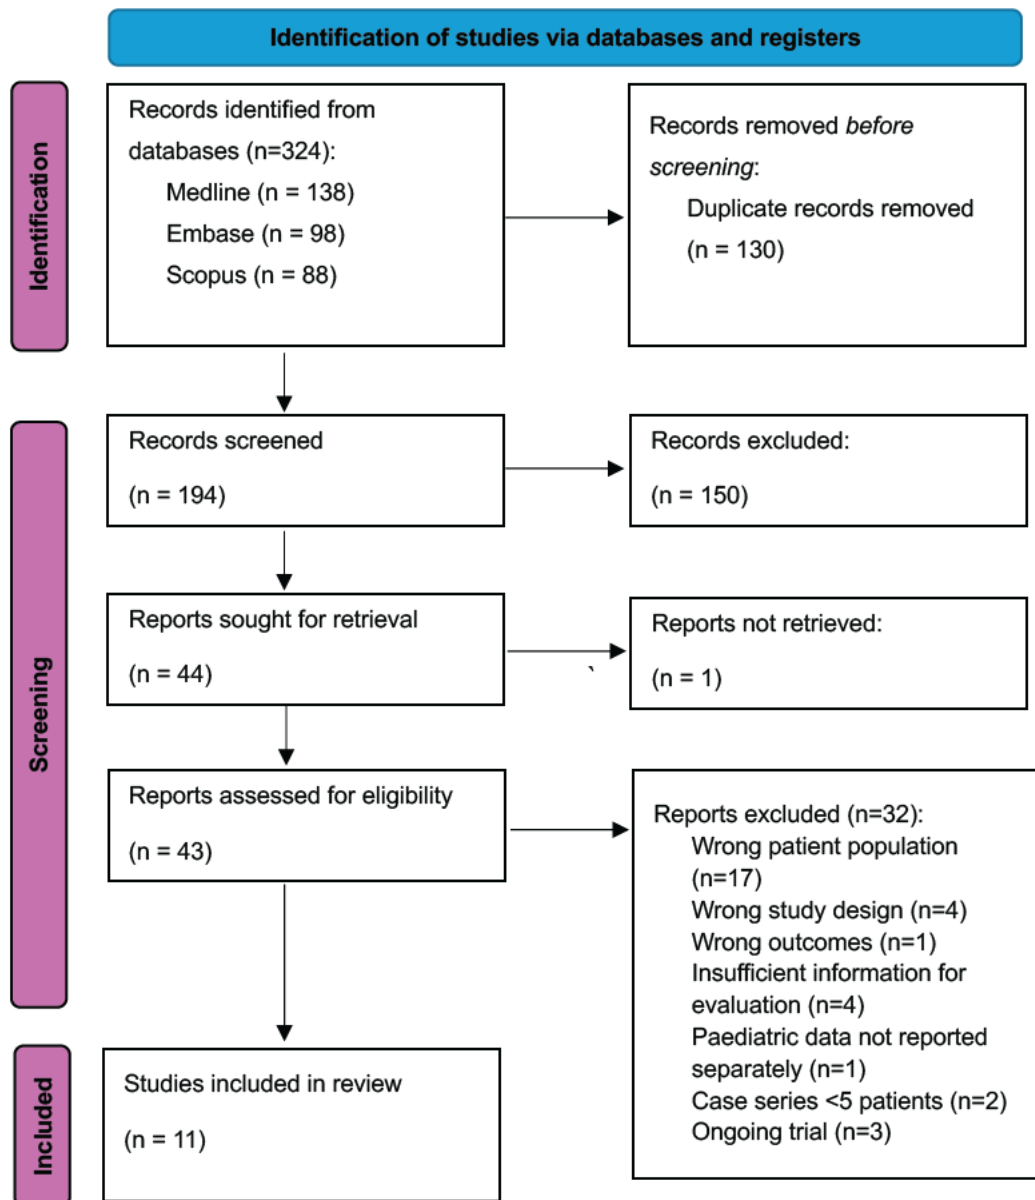 Identification of studies via databases and registers
Identification
Records identified from
databases (n=324):
Medline (n = 138)
Embase (n = 98)
Scopus (n = 88)
Records removed before
screening:
Duplicate records removed
(n = 130)
Screening
Records screened
(n = 194)
Records excluded:
(n = 150)
Reports sought for retrieval
(n = 44)
Reports not retrieved:
(n = 1)
`
Reports assessed for eligibility
(n = 43)
Reports excluded (n=32):
Wrong patient population
(n=17)
Wrong study design (n=4)
Wrong outcomes (n=1)
Insufficient information for
evaluation (n=4)
Paediatric data not reported
separately (n=1)
Case series <5 patients (n=2)
Ongoing trial (n=3)
Included
Studies included in review
(n = 11)